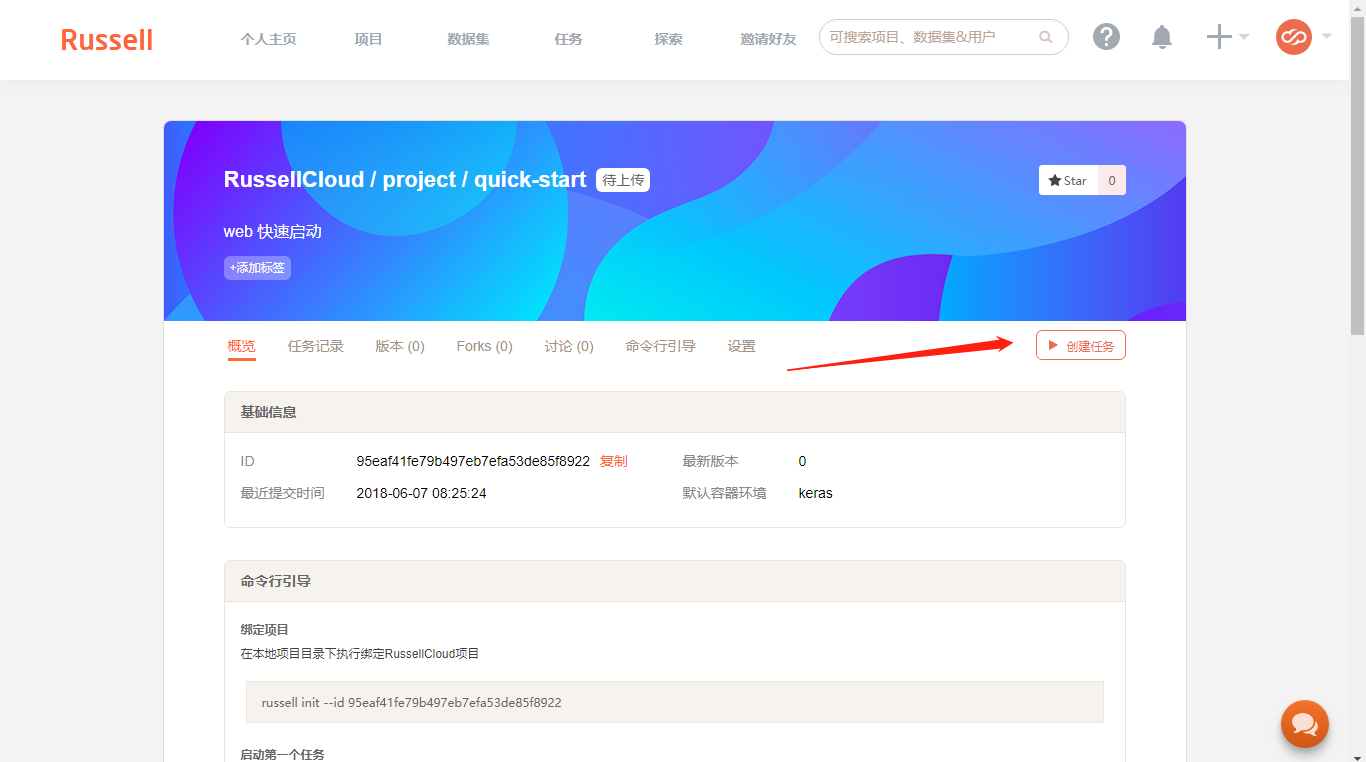 Russell 个人主页 项目 数据集 任务 探索 邀请好友 可搜索项目、数据集&用户
RussellCloud / project / quick-start 待上传 Star 0
web 快速启动
+添加标签
概览 任务记录 版本 (0) Forks (0) 讨论 (0) 命令行引导 设置 创建任务
基础信息
ID 95eaf41fe79b497eb7efa53de85f8922 复制 最新版本 0
最近提交时间 2018-06-07 08:25:24 默认容器环境 keras
命令行引导
绑定项目
在本地项目目录下执行绑定RussellCloud项目
russell init --id 95eaf41fe79b497eb7efa53de85f8922
启动第一个任务